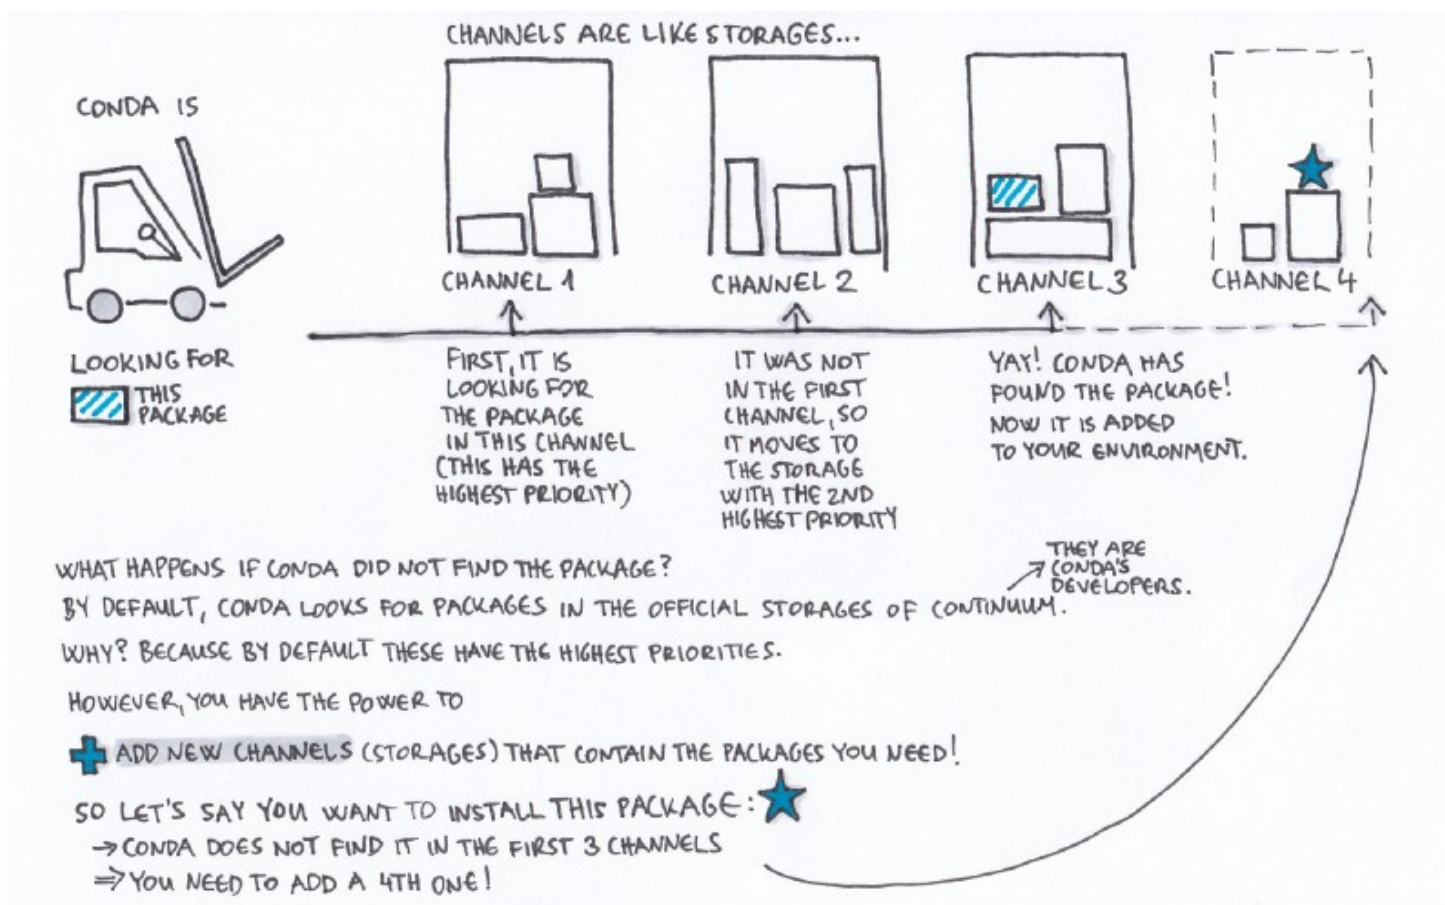 CHANNELS ARE LIKE STORAGES...
CONDA IS
LOOKING FOR
THIS
PACKAGE
CHANNEL 1
CHANNEL 2
CHANNEL 3
CHANNEL 4
FIRST, IT IS
LOOKING FOR
THE PACKAGE
IN THIS CHANNEL
(THIS HAS THE
HIGHEST PRIORITY)
IT WAS NOT
IN THE FIRST
CHANNEL, SO
IT MOVES TO
THE STORAGE
WITH THE 2ND
HIGHEST PRIORITY
YAY! CONDA HAS
FOUND THE PACKAGE!
NOW IT IS ADDED
TO YOUR ENVIRONMENT.
WHAT HAPPENS IF CONDA DID NOT FIND THE PACKAGE?
BY DEFAULT, CONDA LOOKS FOR PACKAGES IN THE OFFICIAL STORAGES OF CONTINUUM.
THEY ARE
CONDA'S
DEVELOPERS.
WHY? BECAUSE BY DEFAULT THESE HAVE THE HIGHEST PRIORITIES.
HOWEVER, YOU HAVE THE POWER TO
+ ADD NEW CHANNELS (STORAGES) THAT CONTAIN THE PACKAGES YOU NEED!
SO LET'S SAY YOU WANT TO INSTALL THIS PACKAGE:
→ CONDA DOES NOT FIND IT IN THE FIRST 3 CHANNELS
⇒ YOU NEED TO ADD A 4TH ONE!